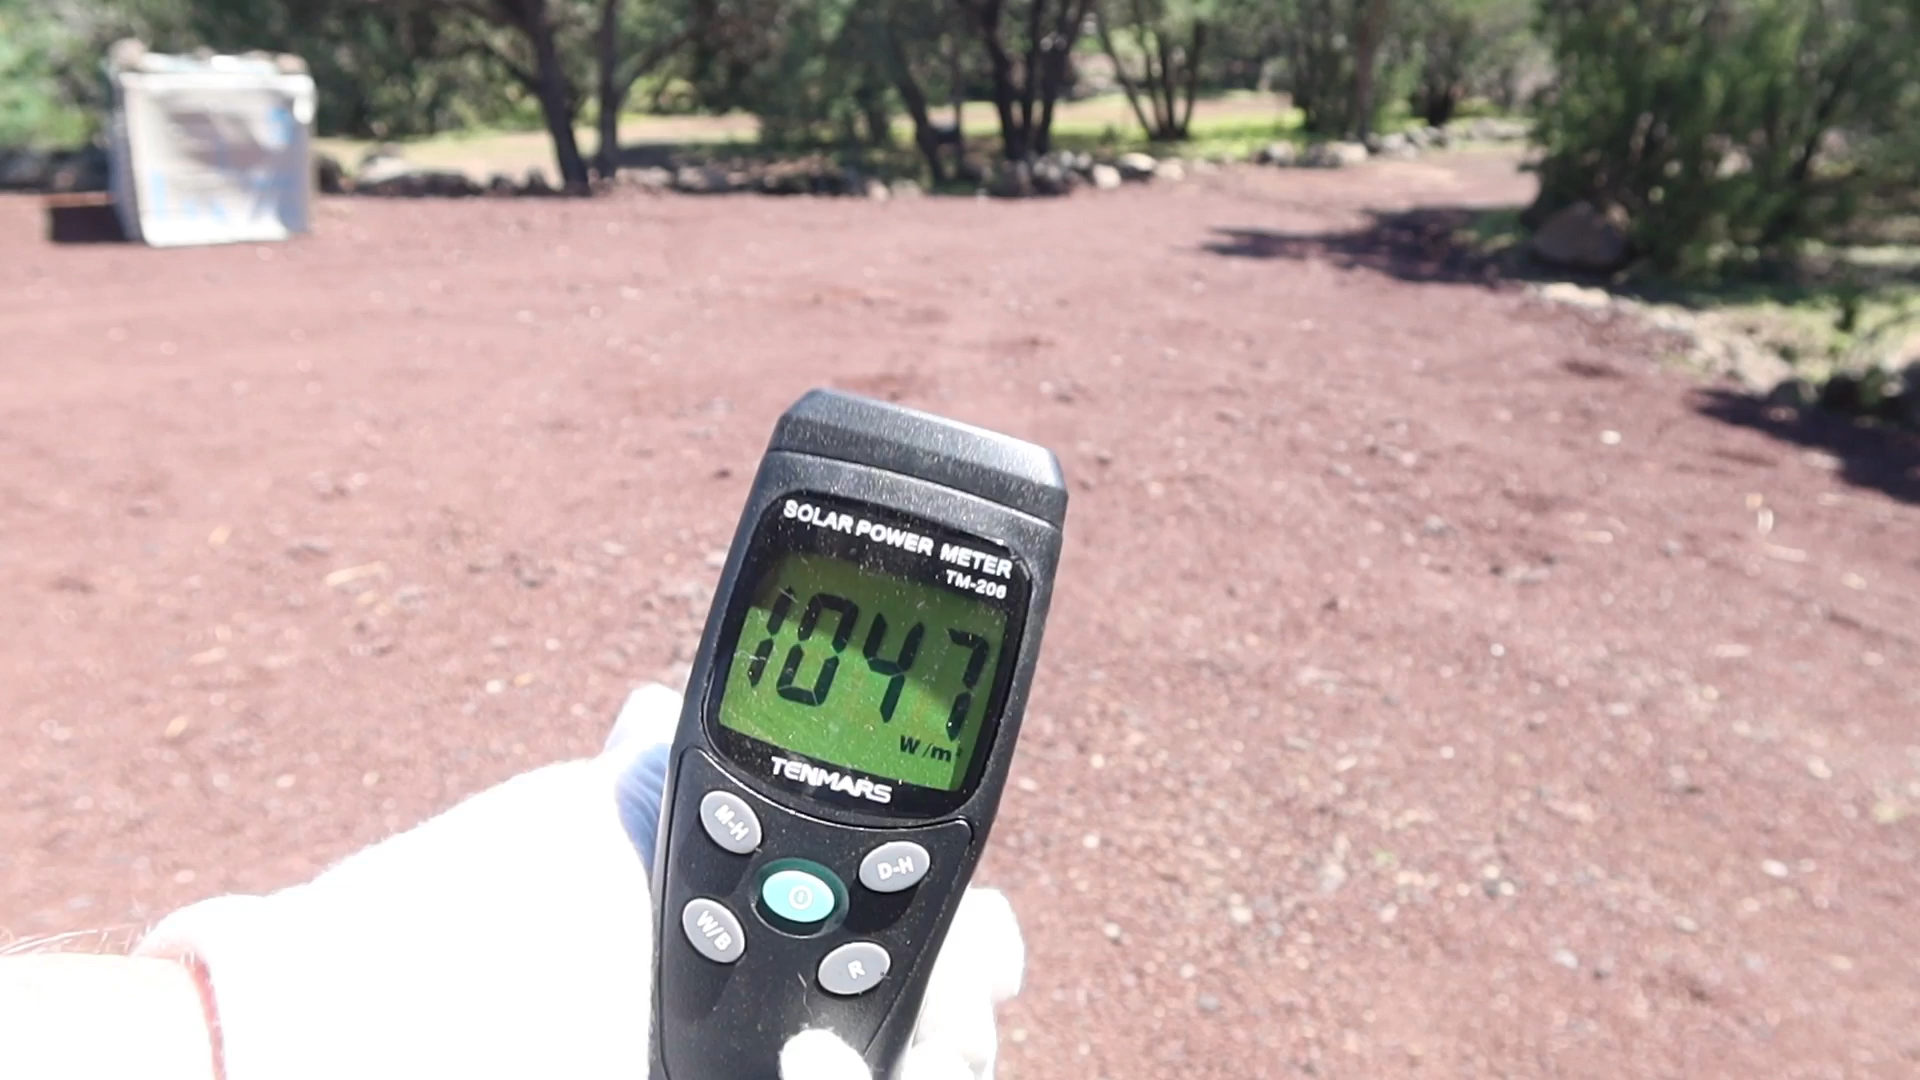 SOLAR POWER METER
TM-206
1047
W/m²
TENMARS
M-H
D-H
W/B
R